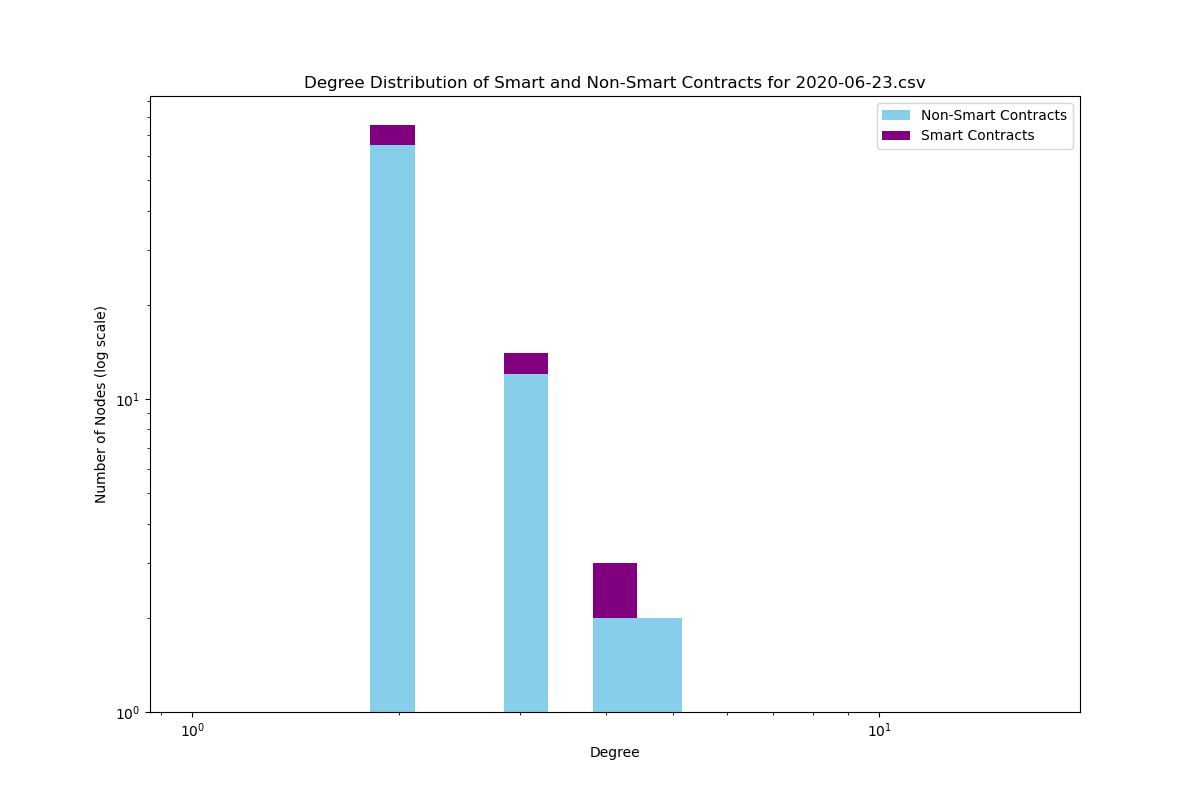 Degree Distribution of Smart and Non-Smart Contracts for 2020-06-23.csv
Non-Smart Contracts
Smart Contracts
Number of Nodes (log scale)
10¹
10⁰
10⁰
10¹
Degree